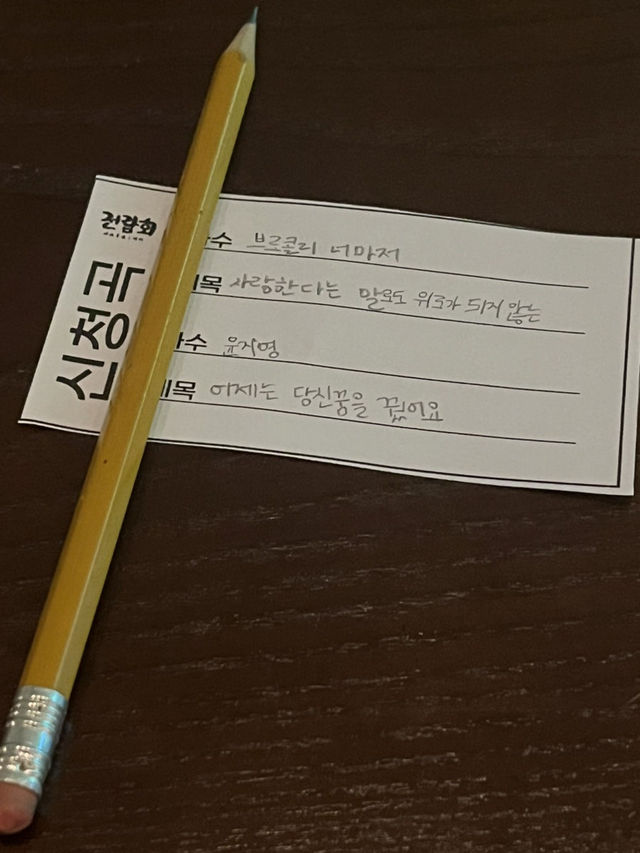 전람회
신청곡
수 브로콜리 너마저
목 사랑한다는 말로도 위로가 되지 않는
수 윤지영
목 어제는 당신꿈을 꿨어요